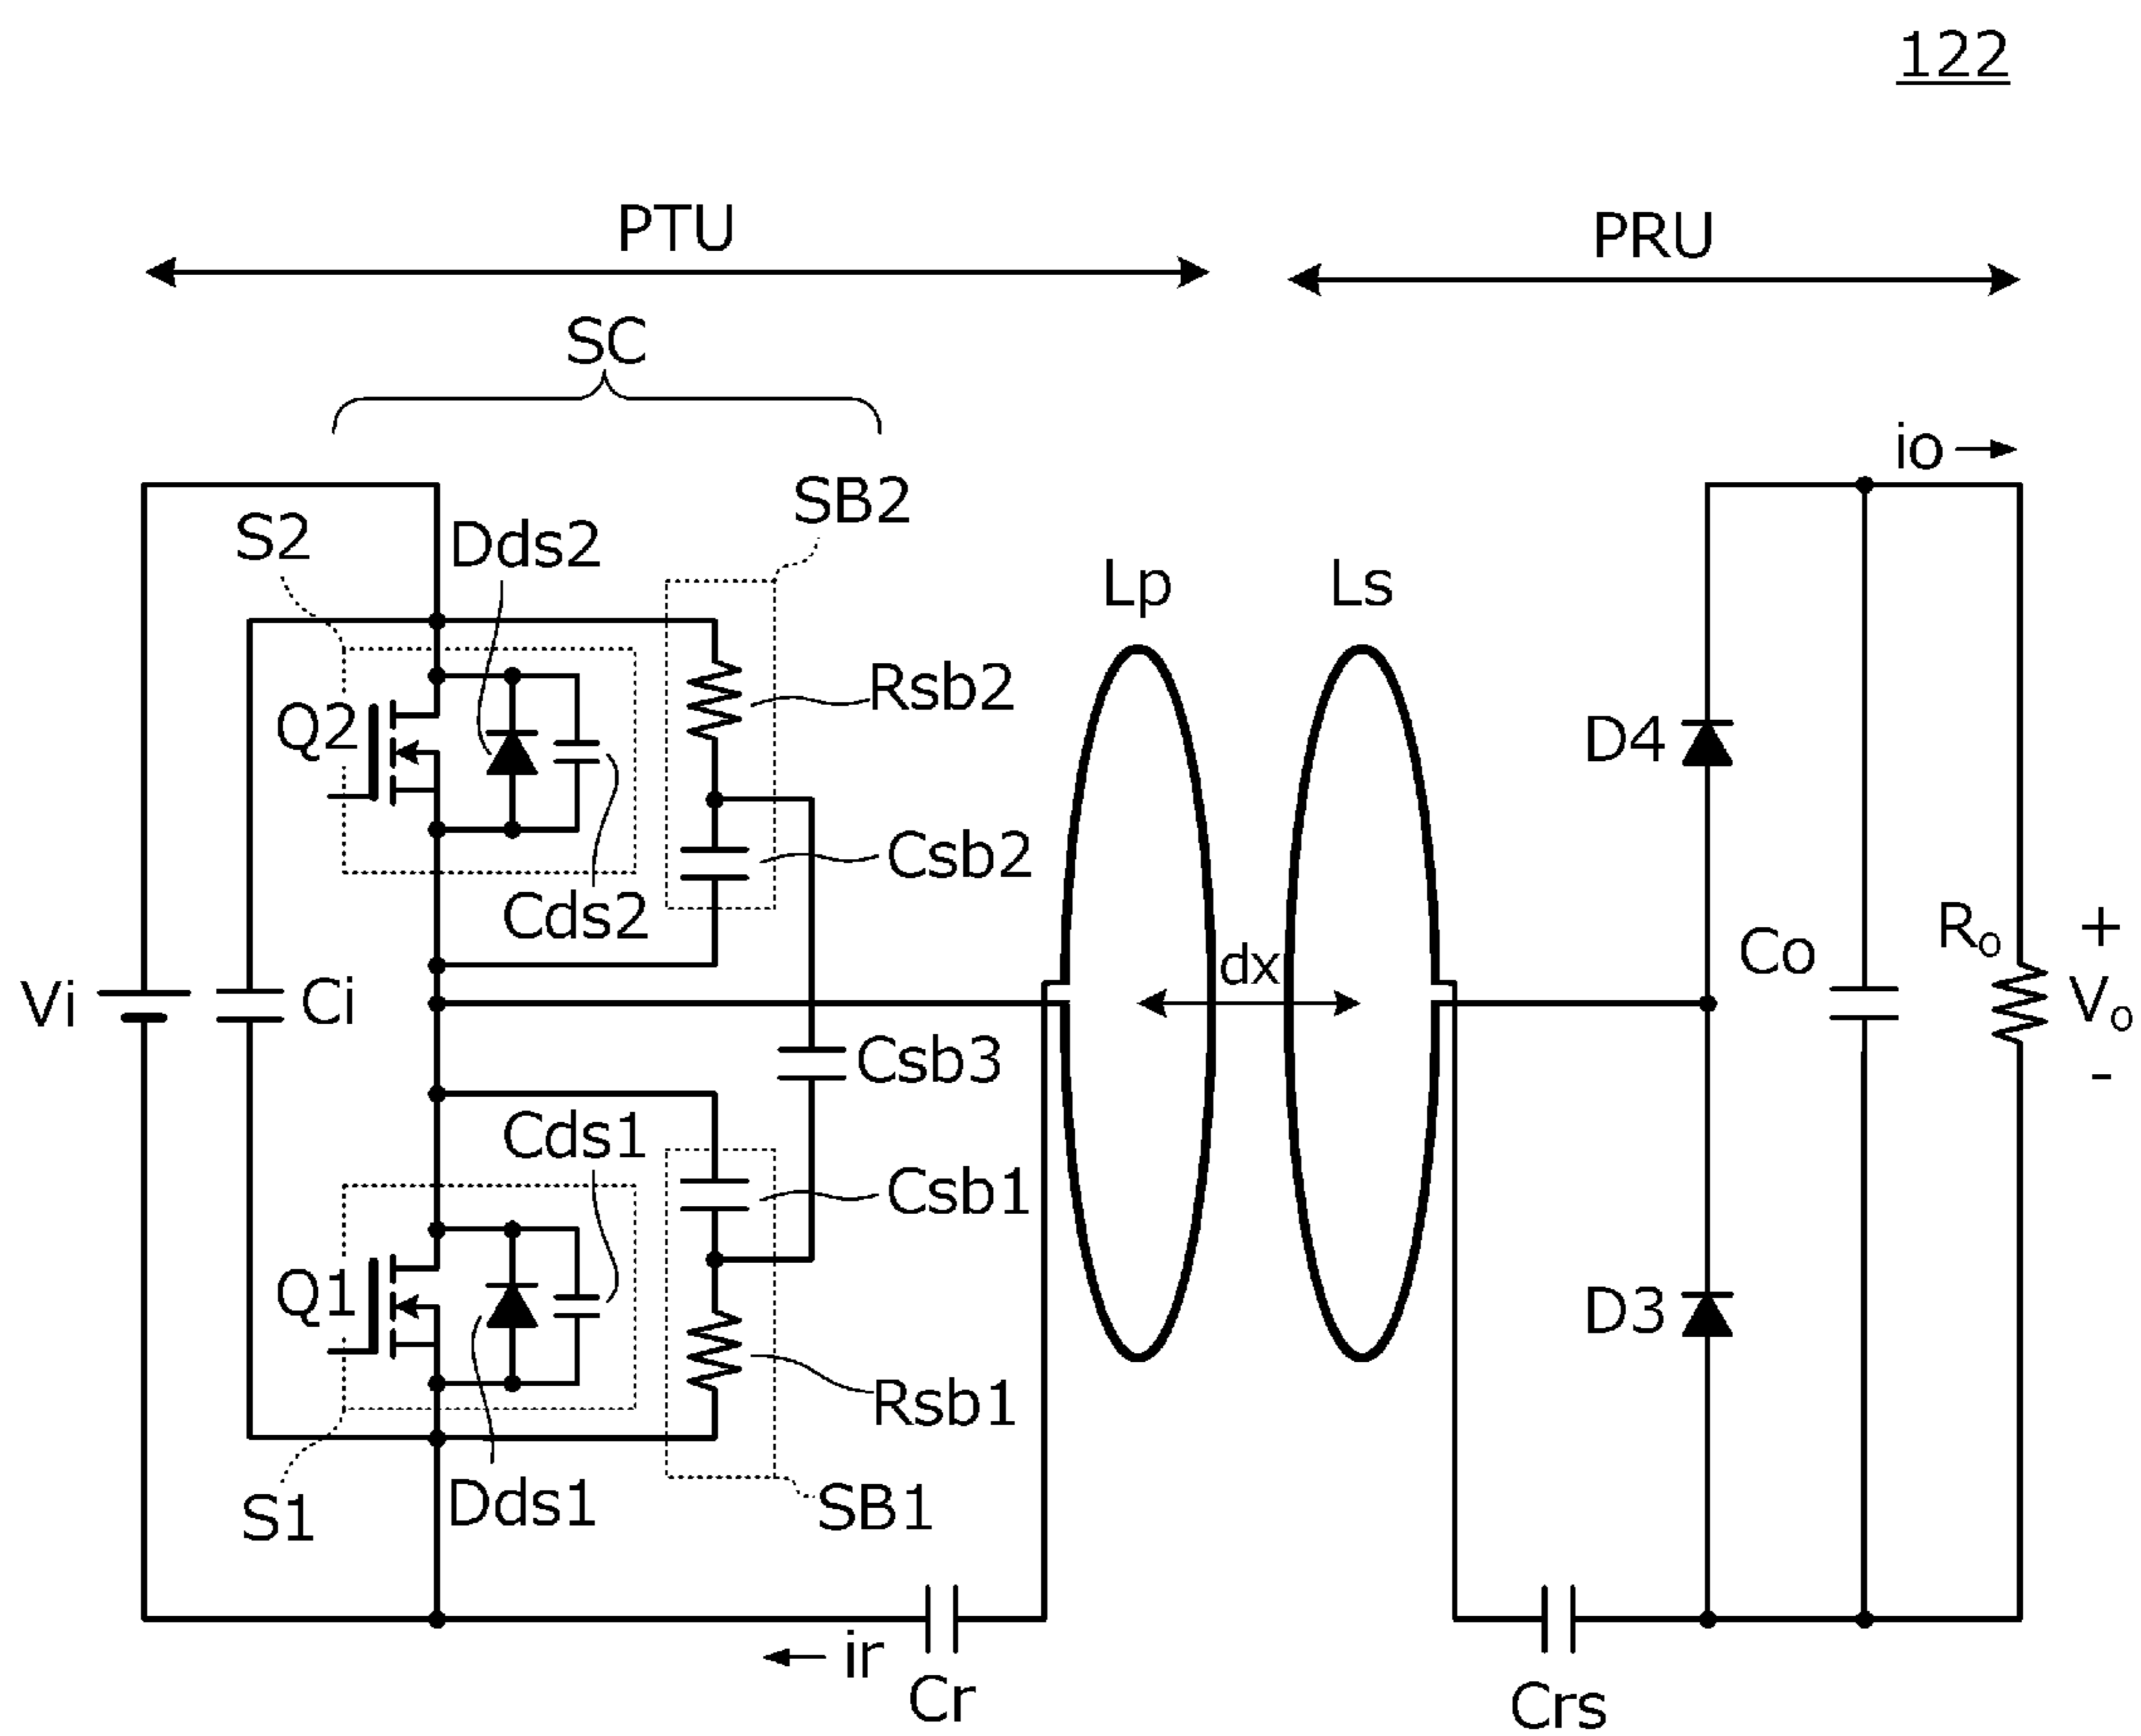 122
PTU
PRU
SC
io
SB2
S2
Dds2
Lp
Ls
Rsb2
Q2
D4
Csb2
Cds2
Ro
+
Co
dx
Vi
Ci
Vo
Csb3
-
Cds1
Csb1
Q1
D3
Rsb1
S1
Dds1
SB1
ir
Cr
Crs